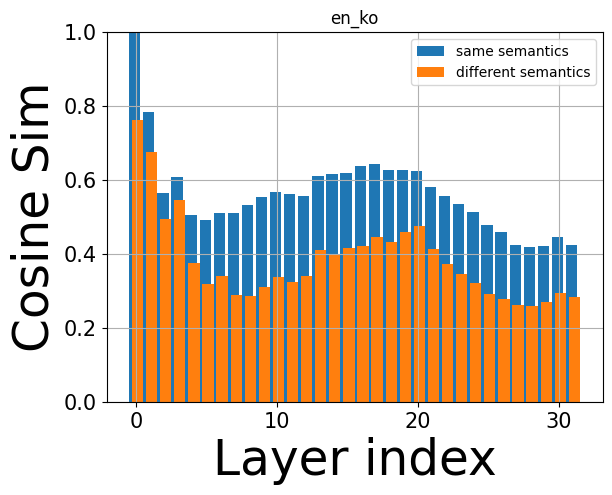 en_ko
same semantics
different semantics
Cosine Sim
1.0
0.8
0.6
0.4
0.2
0.0
0 10 20 30
Layer index